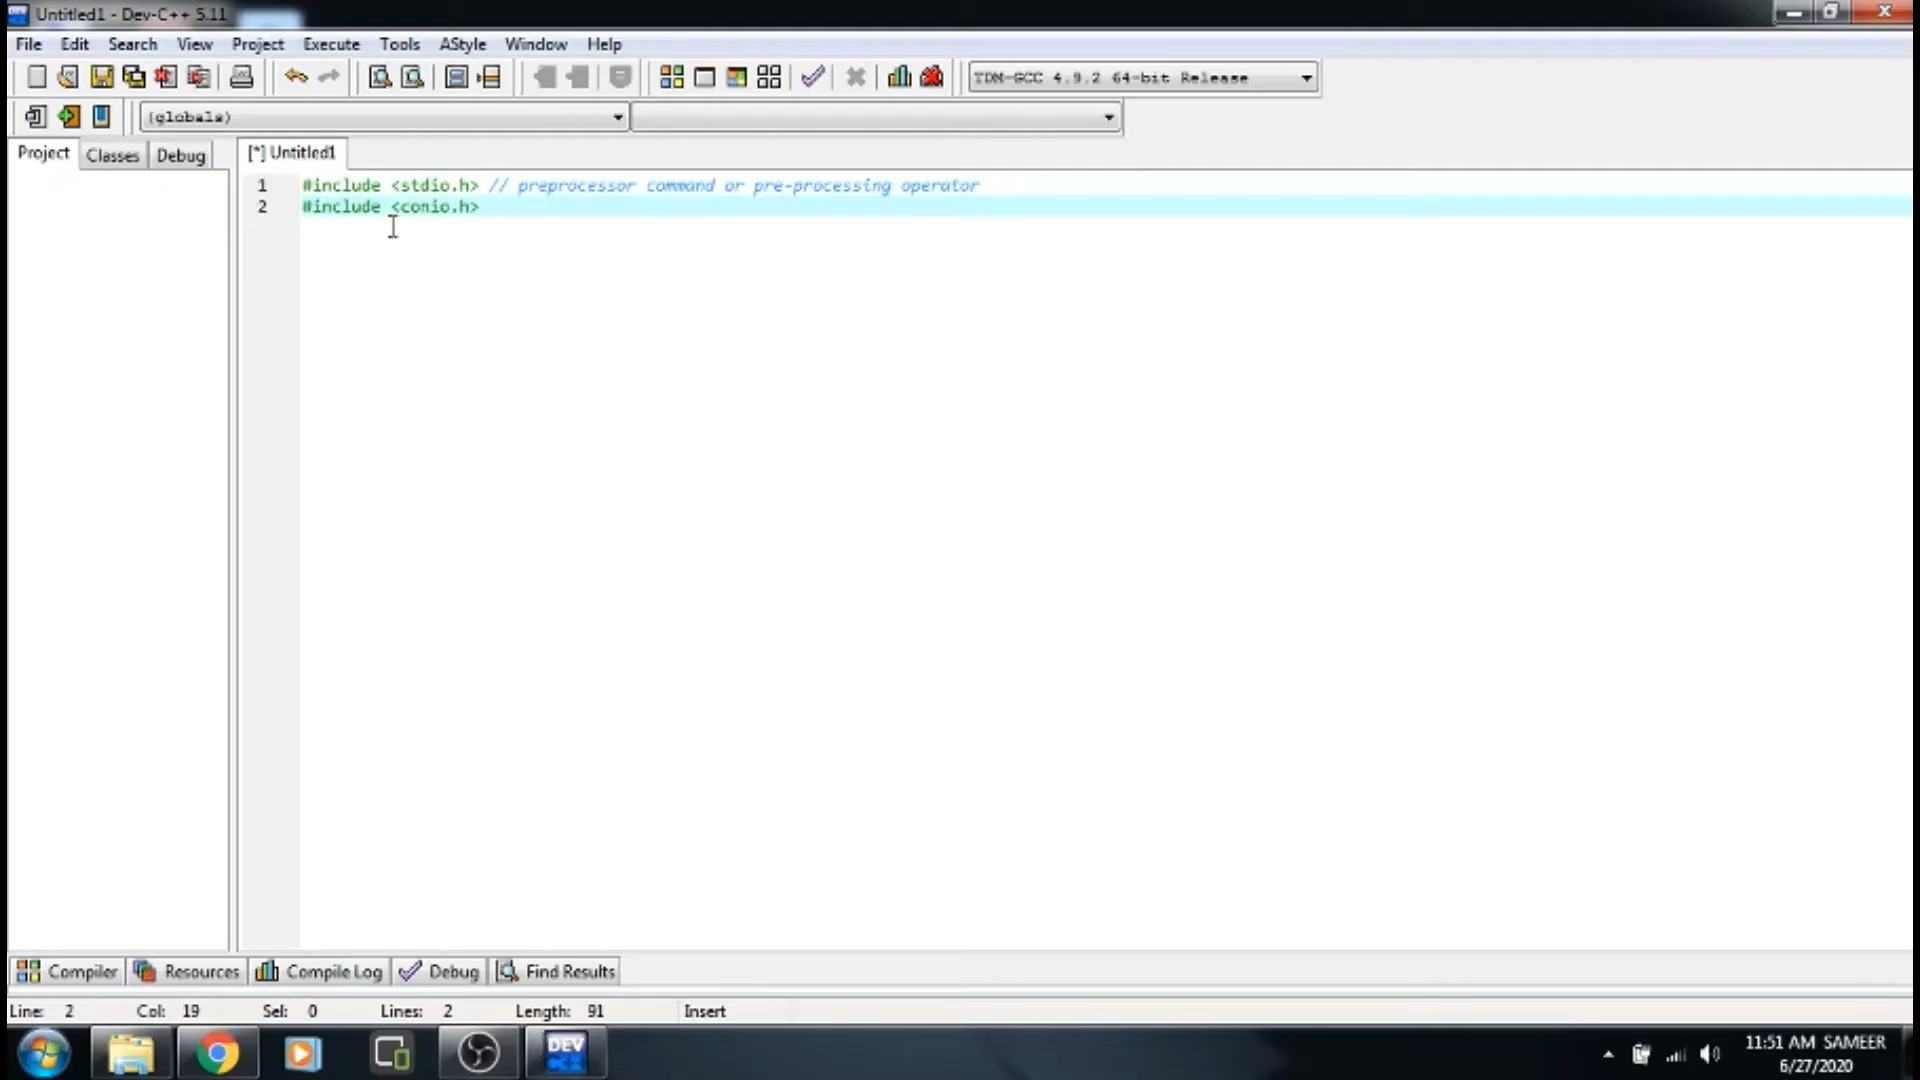 Untitled1 - Dev-C++ 5.11
File Edit Search View Project Execute Tools AStyle Window Help
TDM-GCC 4.9.2 64-bit Release
(globals)
Project Classes Debug [*] Untitled1
1 #include <stdio.h> // preprocessor command or pre-processing operator
2 #include <conio.h>
Compiler Resources Compile Log Debug Find Results
Line: 2 Col: 19 Sel: 0 Lines: 2 Length: 91 Insert
DEV C++ 11:51 AM SAMEER
6/27/2020